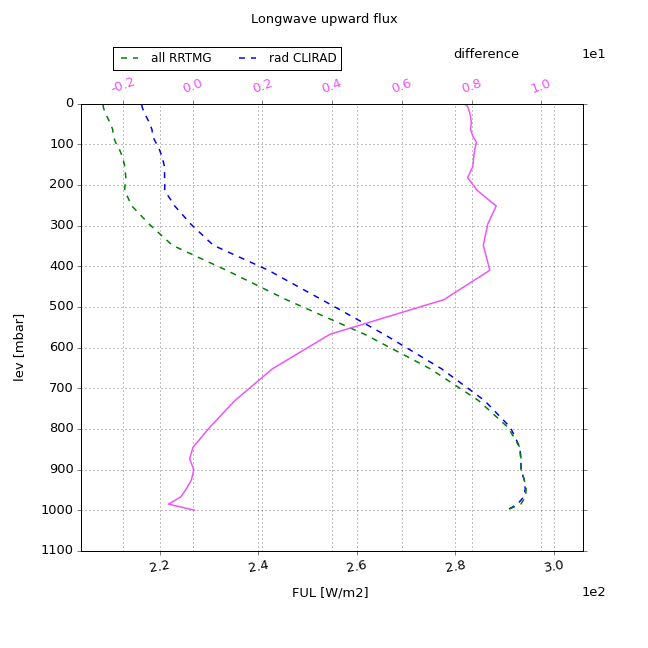 Longwave upward flux
all RRTMG rad CLIRAD difference 1e1
-0.2 0.0 0.2 0.4 0.6 0.8 1.0
0
100
200
300
400
500
600
700
800
900
1000
1100
lev [mbar]
2.2 2.4 2.6 2.8 3.0
FUL [W/m2] 1e2